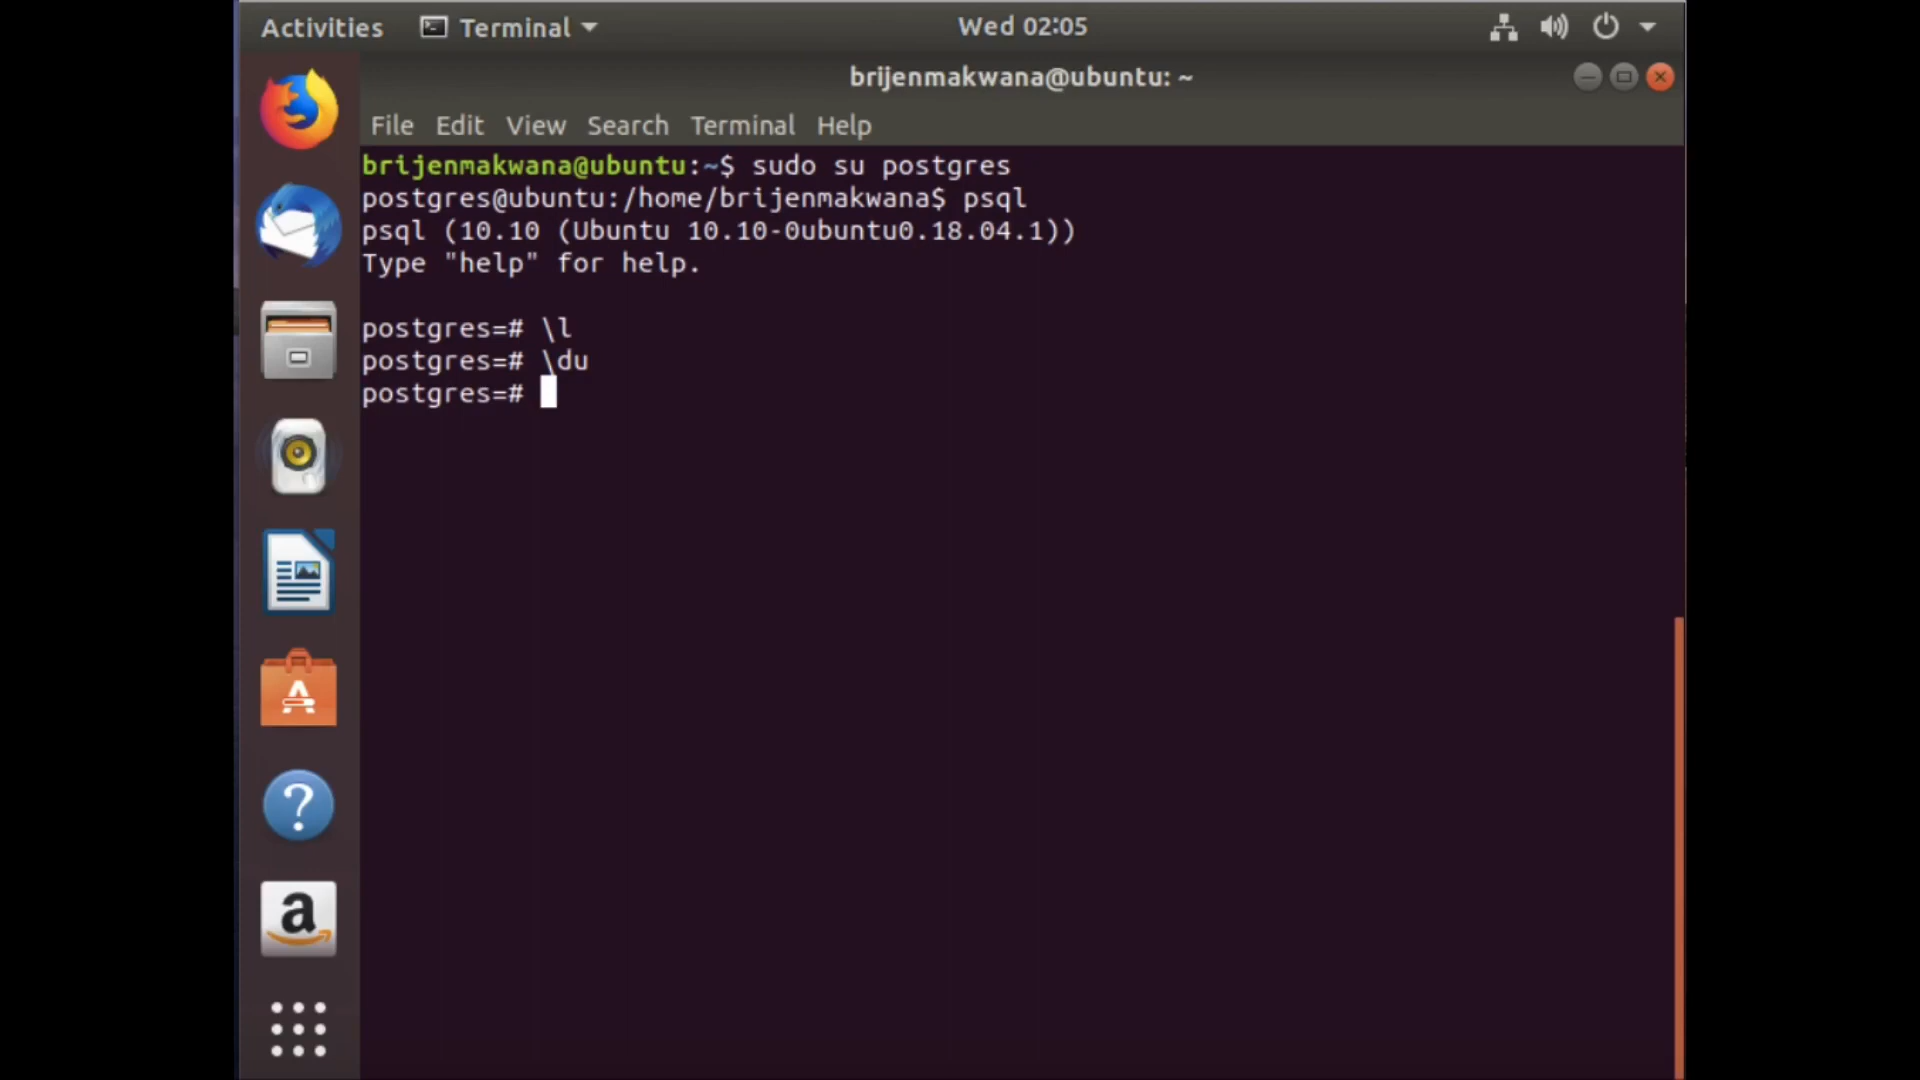 Activities Terminal Wed 02:05
brijenmakwana@ubuntu: ~
File Edit View Search Terminal Help
brijenmakwana@ubuntu:~$ sudo su postgres
postgres@ubuntu:/home/brijenmakwana$ psql
psql (10.10 (Ubuntu 10.10-0ubuntu0.18.04.1))
Type "help" for help.
postgres=# \l
postgres=# \du
postgres=#